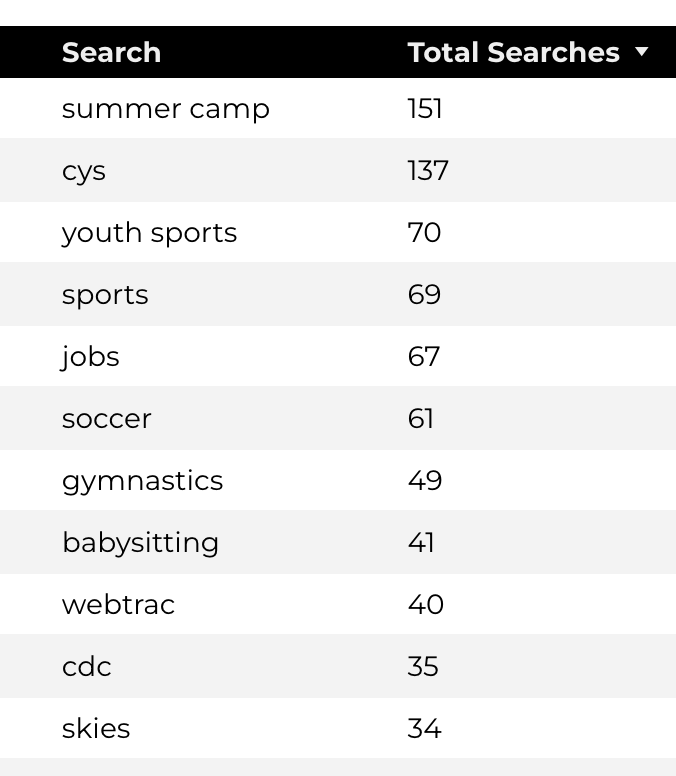 Search Total Searches
summer camp 151
cys 137
youth sports 70
sports 69
jobs 67
soccer 61
gymnastics 49
babysitting 41
webtrac 40
cdc 35
skies 34